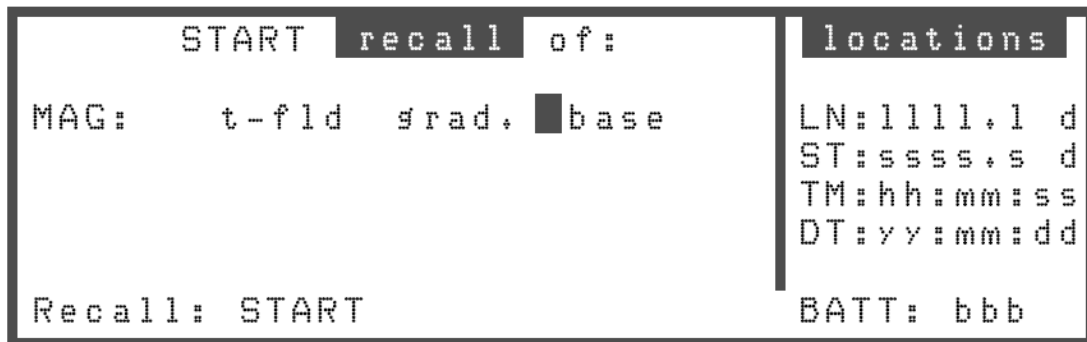 START recall of:
MAG: t-fld grad. base
Recall: START
locations
LN:llll.l d
ST:ssss.s d
TM:hh:mm:ss
DT:yy:mm:dd
BATT: bbb